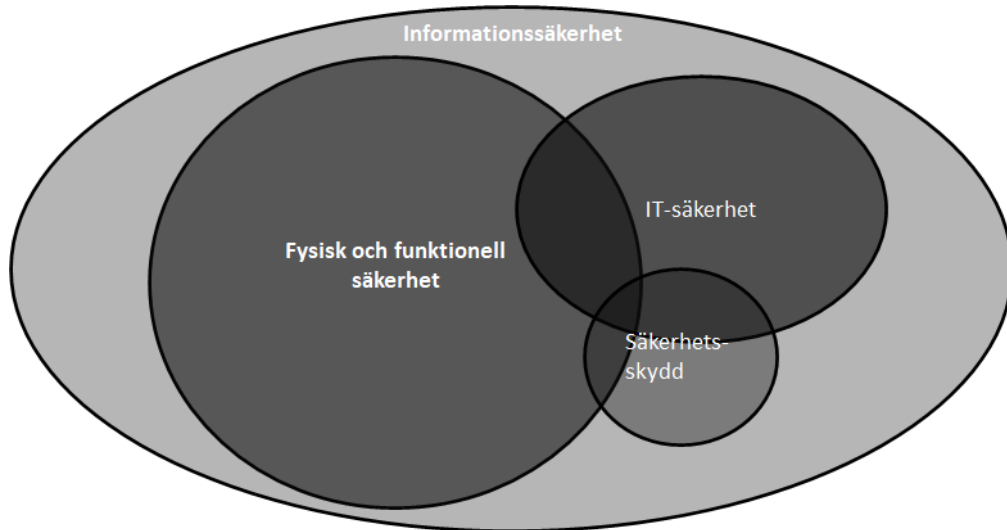 Informationssäkerhet
IT-säkerhet
Fysisk och funktionell
säkerhet
Säkerhets-
skydd